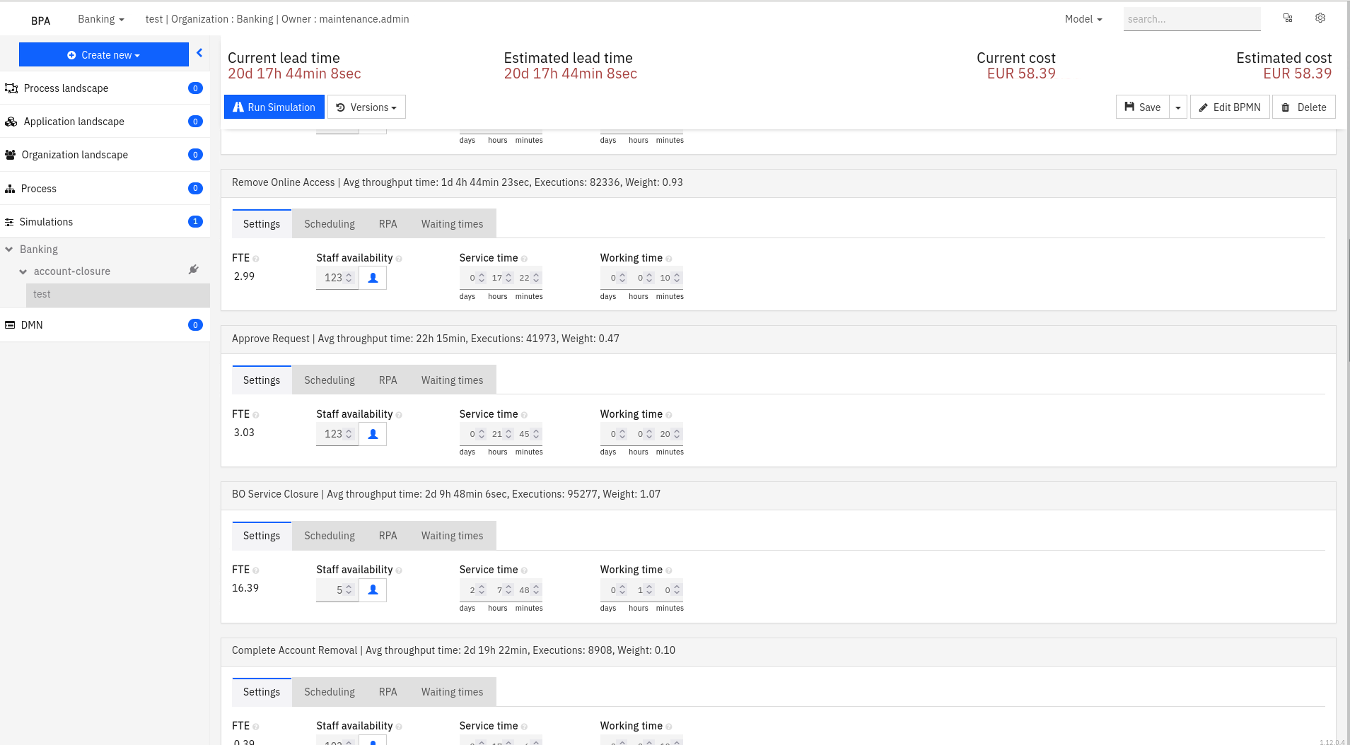 BPA Banking test | Organization : Banking | Owner : maintenance.admin Model search...
Create new
Process landscape 0
Application landscape 0
Organization landscape 0
Process 0
Simulations 1
Banking
account-closure
test
DMN 0
Current lead time Estimated lead time Current cost Estimated cost
20d 17h 44min 8sec 20d 17h 44min 8sec EUR 58.39 EUR 58.39
Run Simulation Versions Save Edit BPMN Delete
days hours minutes days hours minutes
Remove Online Access | Avg throughput time: 1d 4h 44min 23sec, Executions: 82336, Weight: 0.93
Settings Scheduling RPA Waiting times
FTE Staff availability Service time Working time
2.99 123 0 17 22 0 0 10
days hours minutes days hours minutes
Approve Request | Avg throughput time: 22h 15min, Executions: 41973, Weight: 0.47
Settings Scheduling RPA Waiting times
FTE Staff availability Service time Working time
3.03 123 0 21 45 0 0 20
days hours minutes days hours minutes
BO Service Closure | Avg throughput time: 2d 9h 48min 6sec, Executions: 95277, Weight: 1.07
Settings Scheduling RPA Waiting times
FTE Staff availability Service time Working time
16.39 5 2 7 48 0 1 0
days hours minutes days hours minutes
Complete Account Removal | Avg throughput time: 2d 19h 22min, Executions: 8908, Weight: 0.10
Settings Scheduling RPA Waiting times
FTE Staff availability Service time Working time
0.39
1.12.0.4